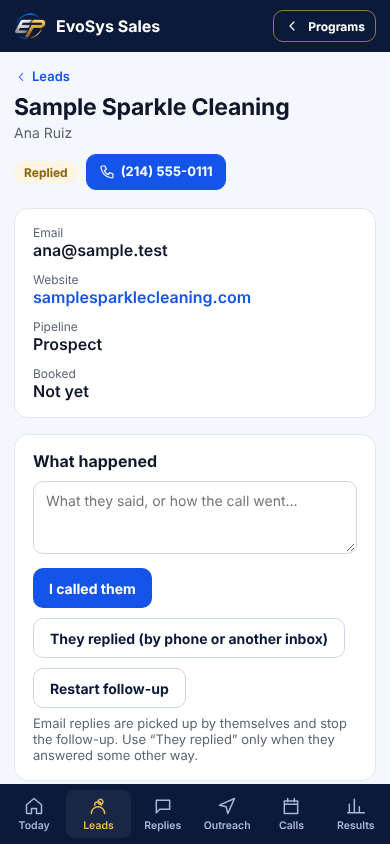 EP EvoSys Sales
Programs
Leads
Sample Sparkle Cleaning
Ana Ruiz
Replied
(214) 555-0111
Email
ana@sample.test
Website
samplesparklecleaning.com
Pipeline
Prospect
Booked
Not yet
What happened
What they said, or how the call went...
I called them
They replied (by phone or another inbox)
Restart follow-up
Email replies are picked up by themselves and stop
the follow-up. Use “They replied” only when they
answered some other way.
Today
Leads
Replies
Outreach
Calls
Results